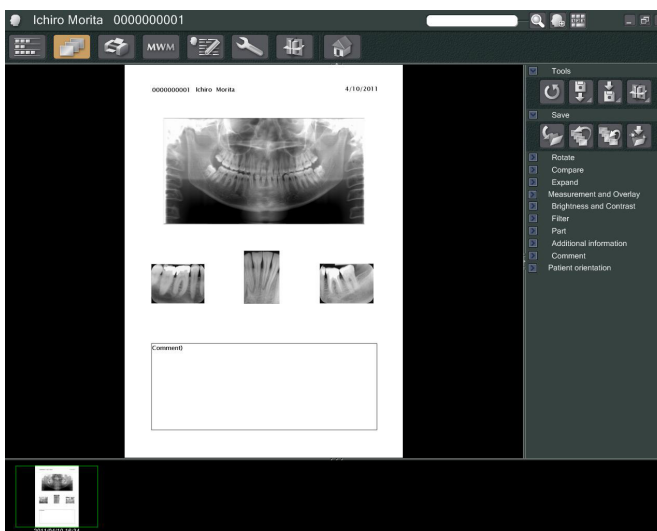 Ichiro Morita 0000000001
MWM
0000000001 Ichiro Morita 4/10/2011
Comment)
Tools
Save
Rotate
Compare
Expand
Measurement and Overlay
Brightness and Contrast
Filter
Part
Additional information
Comment
Patient orientation